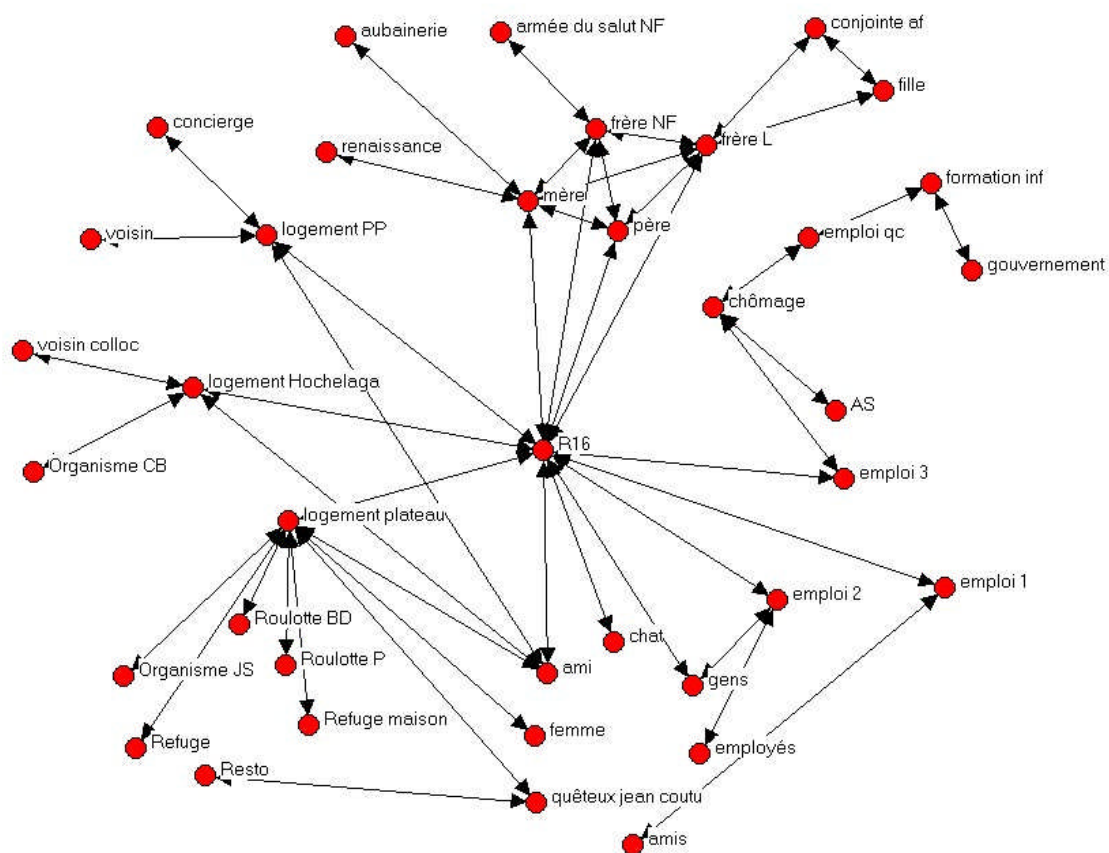 aubainerie
armée du salut NF
conjointe af
fille
concierge
renaissance
frère NF
frère L
formation inf
mère
voisin
logement PP
père
emploi qc
gouvernement
chômage
voisin colloc
logement Hochelaga
AS
R16
Organisme CB
emploi 3
logement plateau
emploi 1
emploi 2
Roulotte BD
chat
Organisme JS
Roulotte P
ami
gens
Refuge maison
femme
Refuge
employés
Resto
quêteux jean coutu
amis